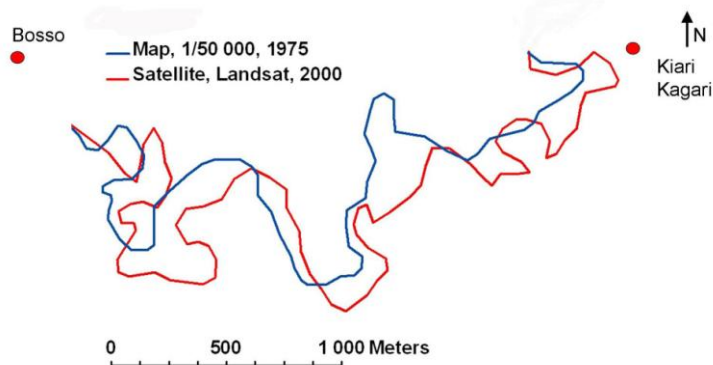 Bosso
Map, 1/50 000, 1975
Satellite, Landsat, 2000
N
Kiari
Kagari
0 500 1 000 Meters